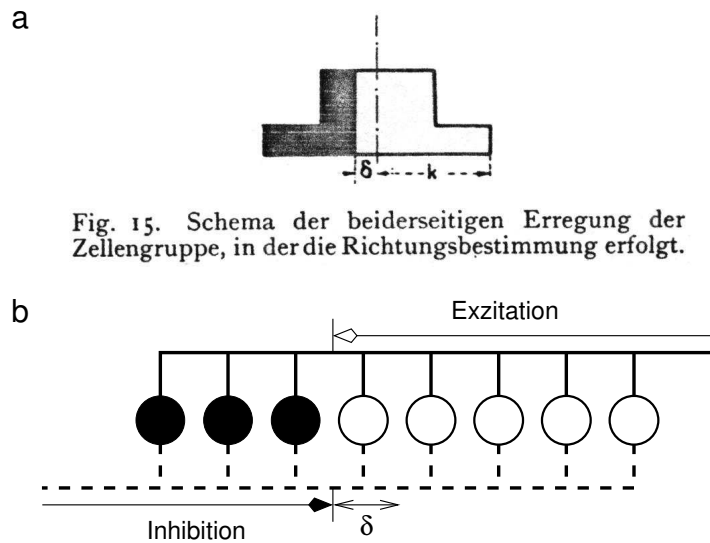 a
δ k
Fig. 15. Schema der beiderseitigen Erregung der
Zellengruppe, in der die Richtungsbestimmung erfolgt.
b
Exzitation
Inhibition δ